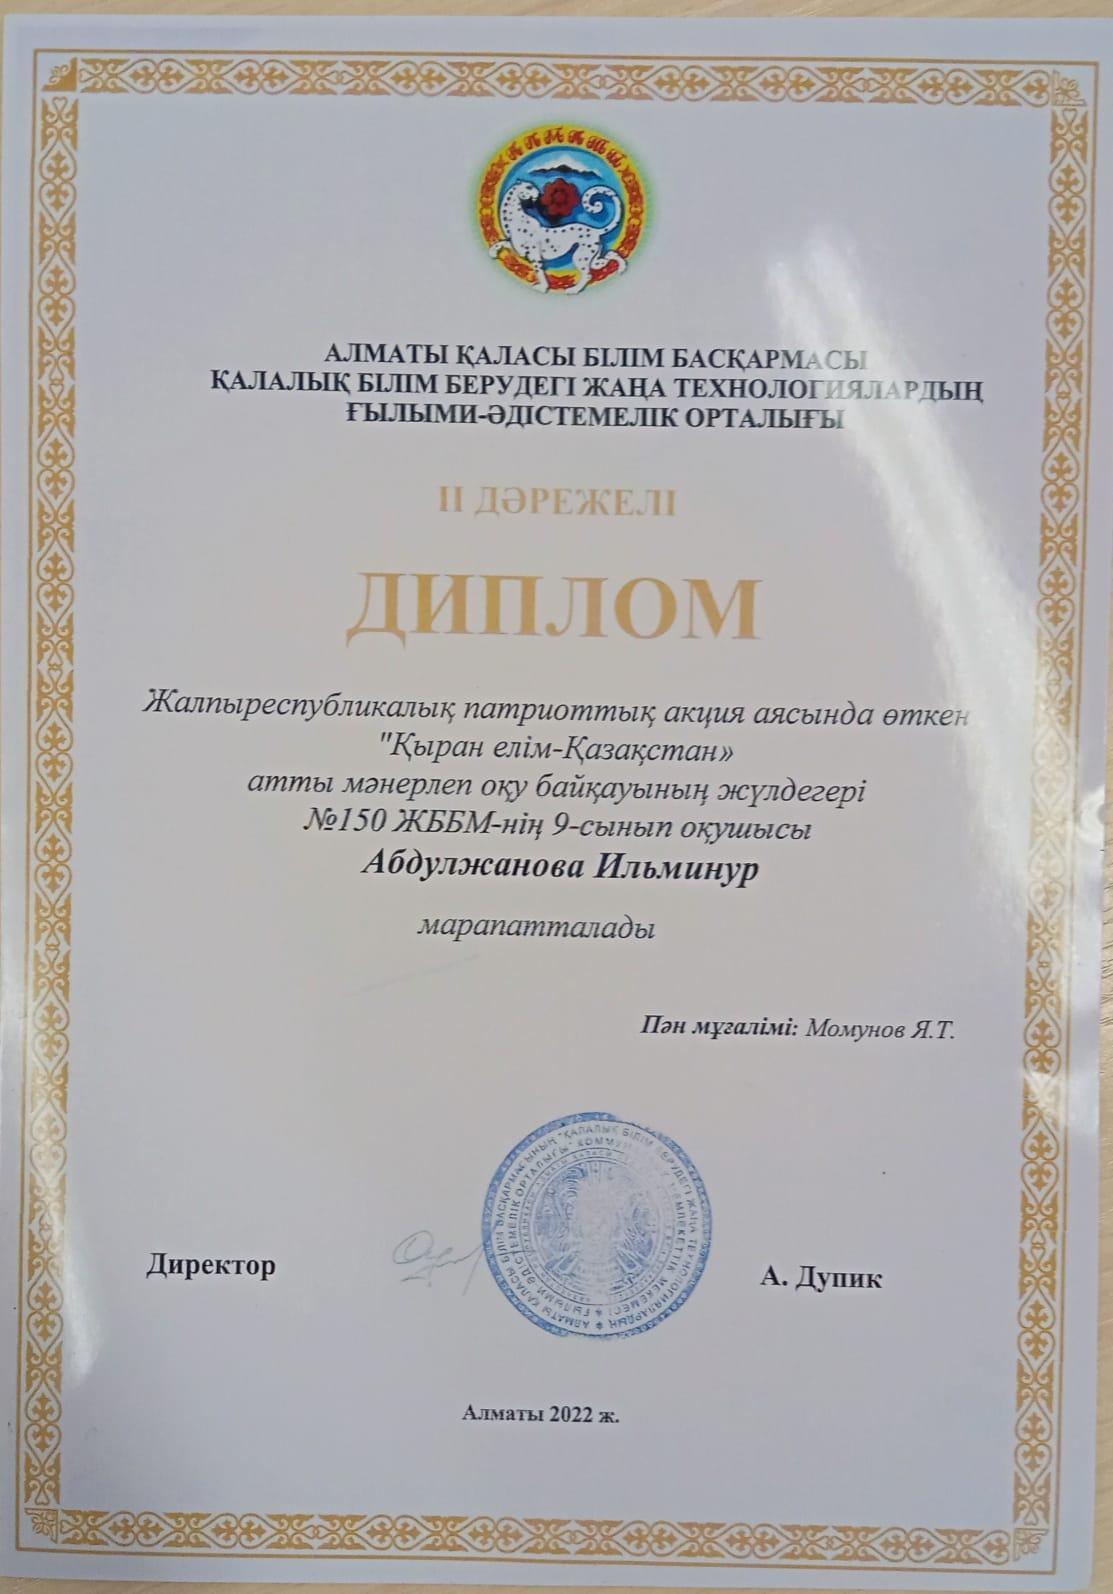 АЛМАТЫ ҚАЛАСЫ БІЛІМ БАСҚАРМАСЫ
ҚАЛАЛЫҚ БІЛІМ БЕРУДЕГІ ЖАҢА ТЕХНОЛОГИЯЛАРДЫҢ
ҒЫЛЫМИ-ӘДІСТЕМЕЛІК ОРТАЛЫҒЫ
ІІ ДӘРЕЖЕЛІ
ДИПЛОМ
Жалпыреспубликалық патриоттық акция аясында өткен
"Қыран елім-Қазақстан»
атты мәнерлеп оқу байқауының жүлдегері
№150 ЖББМ-нің 9-сынып оқушысы
Абдулжанова Ильминур
марапатталады
Пән мұғалімі: Момунов Я.Т.
Директор
А. Дупик
Алматы 2022 ж.